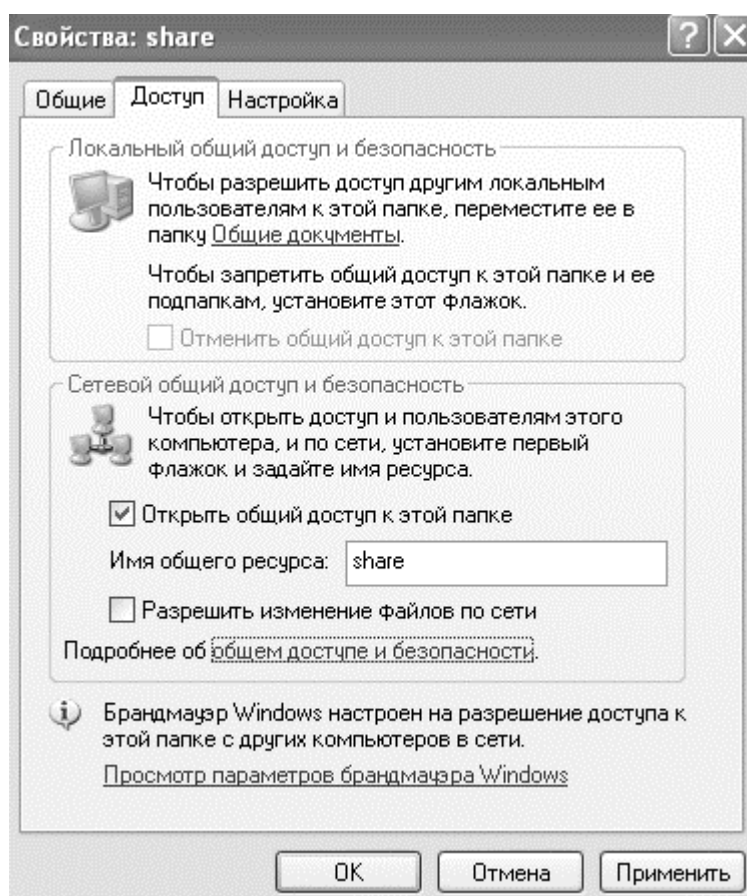 Свойства: share
Общие Доступ Настройка
Локальный общий доступ и безопасность
Чтобы разрешить доступ другим локальным
пользователям к этой папке, переместите ее в
папку Общие документы.
Чтобы запретить общий доступ к этой папке и ее
подпапкам, установите этот флажок.
Отменить общий доступ к этой папке
Сетевой общий доступ и безопасность
Чтобы открыть доступ и пользователям этого
компьютера, и по сети, установите первый
флажок и задайте имя ресурса.
Открыть общий доступ к этой папке
Имя общего ресурса: share
Разрешить изменение файлов по сети
Подробнее об общем доступе и безопасности.
Брандмауэр Windows настроен на разрешение доступа к
этой папке с других компьютеров в сети.
Просмотр параметров брандмауэра Windows
OK Отмена Применить